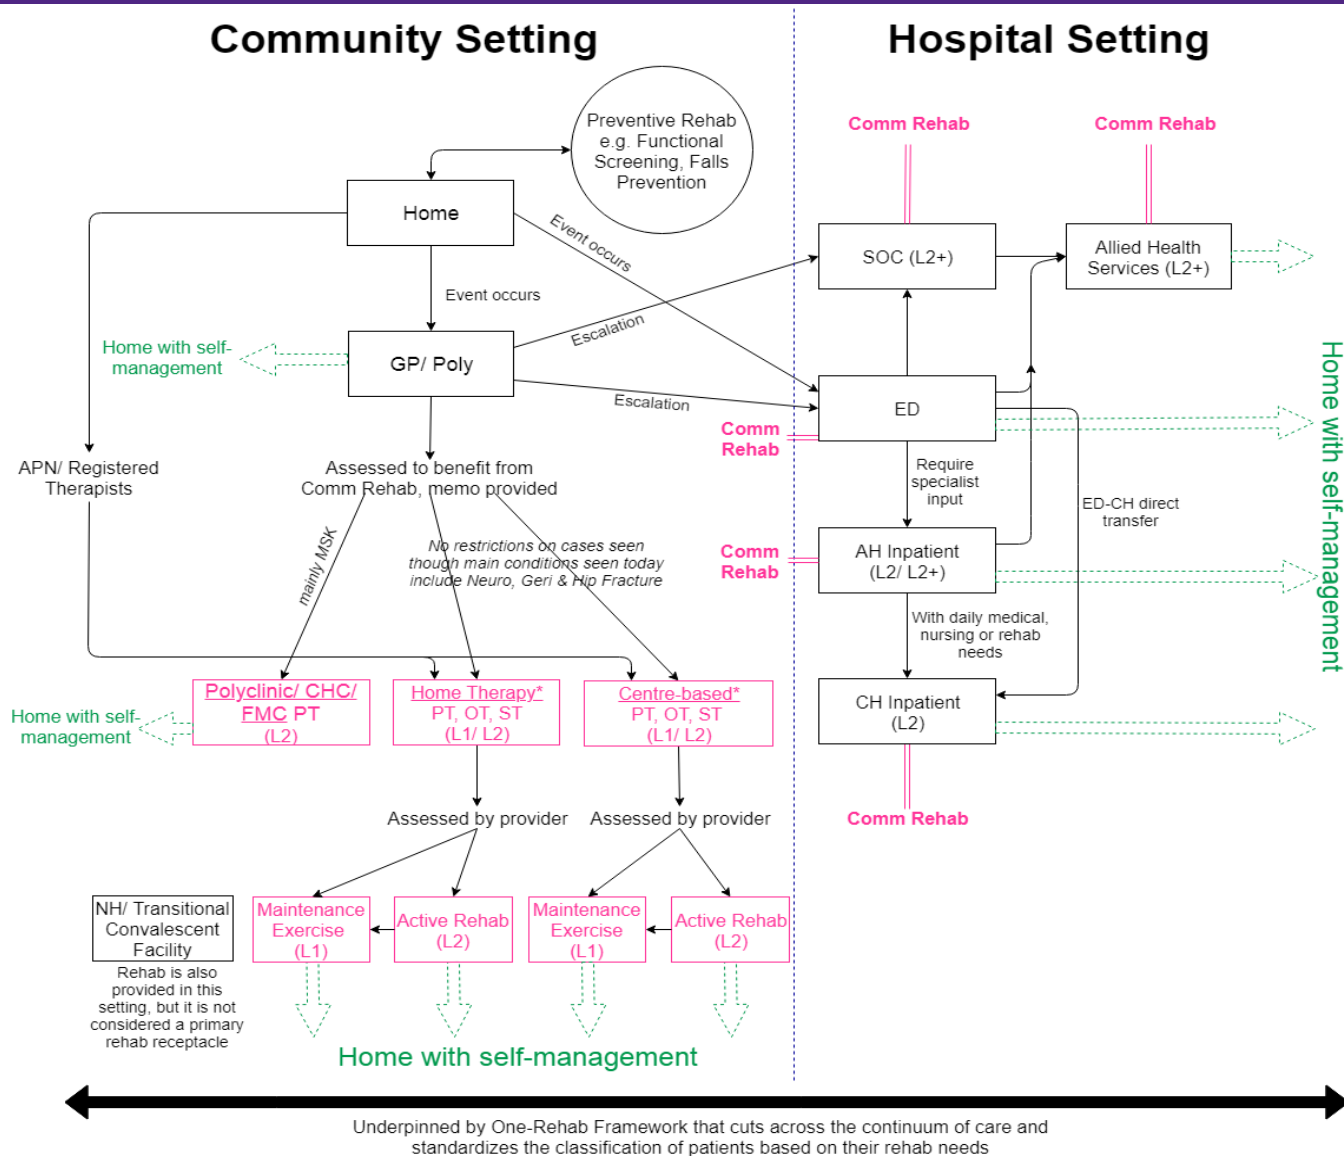 Community Setting
Hospital Setting
Preventive Rehab
e.g. Functional
Screening, Falls
Prevention
Comm Rehab
Comm Rehab
Home
Event occurs
SOC (L2+)
Allied Health
Services (L2+)
Event occurs
Escalation
Home with self-
management
GP/ Poly
Escalation
ED
Comm
Rehab
Home with self-management
APN/ Registered
Therapists
Assessed to benefit from
Comm Rehab, memo provided
Require
specialist
input
ED-CH direct
transfer
mainly MSK
No restrictions on cases seen
though main conditions seen today
include Neuro, Geri & Hip Fracture
Comm
Rehab
AH Inpatient
(L2/ L2+)
With daily medical,
nursing or rehab
needs
Home with self-
management
Polyclinic/ CHC/
FMC PT
(L2)
Home Therapy*
PT, OT, ST
(L1/ L2)
Centre-based*
PT, OT, ST
(L1/ L2)
CH Inpatient
(L2)
Assessed by provider
Assessed by provider
Comm Rehab
NH/ Transitional
Convalescent
Facility
Rehab is also
provided in this
setting, but it is not
considered a primary
rehab receptacle
Maintenance
Exercise
(L1)
Active Rehab
(L2)
Maintenance
Exercise
(L1)
Active Rehab
(L2)
Home with self-management
Underpinned by One-Rehab Framework that cuts across the continuum of care and
standardizes the classification of patients based on their rehab needs